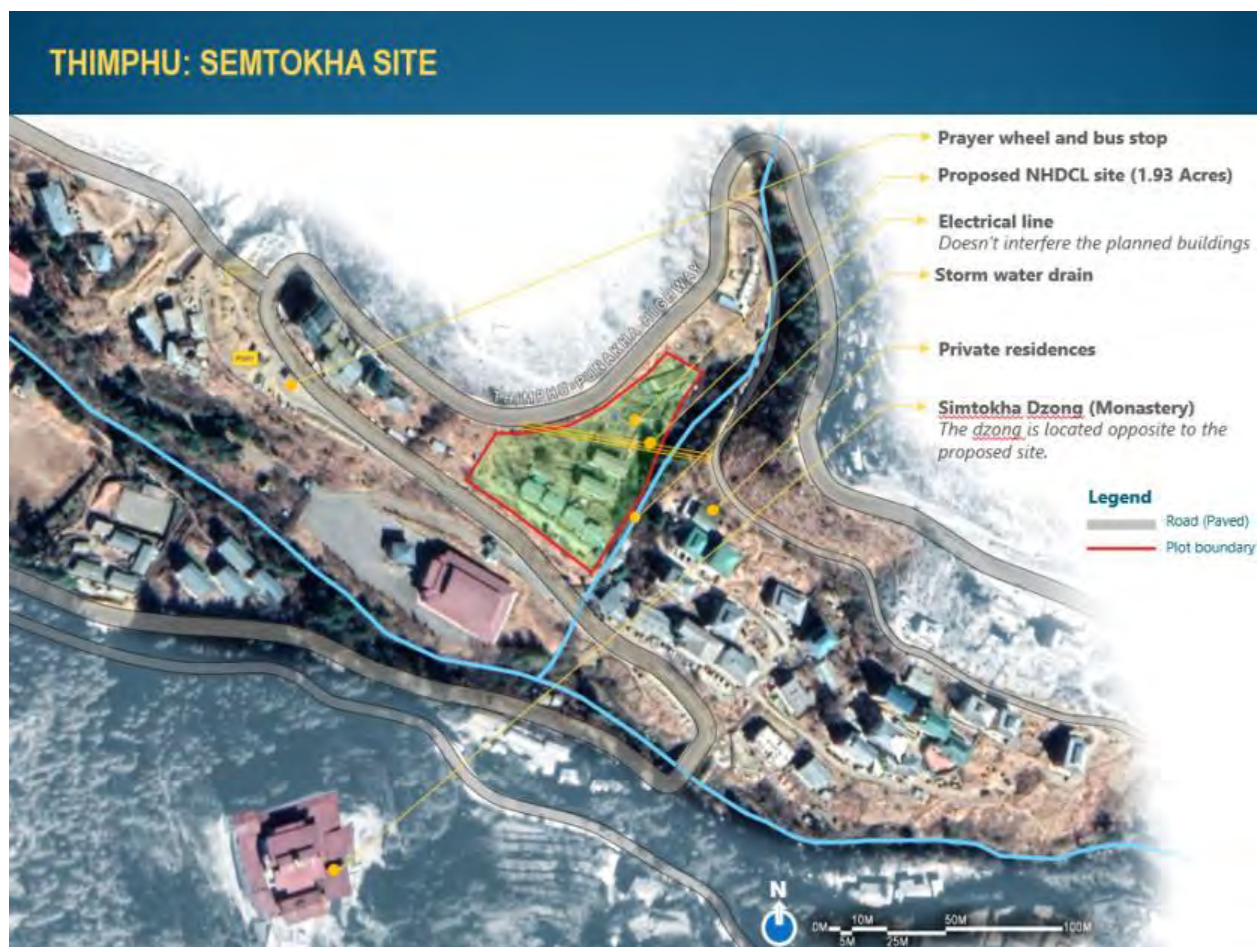 THIMPHU: SEMTOKHA SITE
Prayer wheel and bus stop
Proposed NHDCL site (1.93 Acres)
Electrical line
Doesn't interfere the planned buildings
Storm water drain
Private residences
Simtokha Dzong (Monastery)
The dzong is located opposite to the
proposed site.
THIMPHU-PUNAKHA HIGHWAY
Legend
Road (Paved)
Plot boundary
N
0M 10M 50M 100M
5M 25M